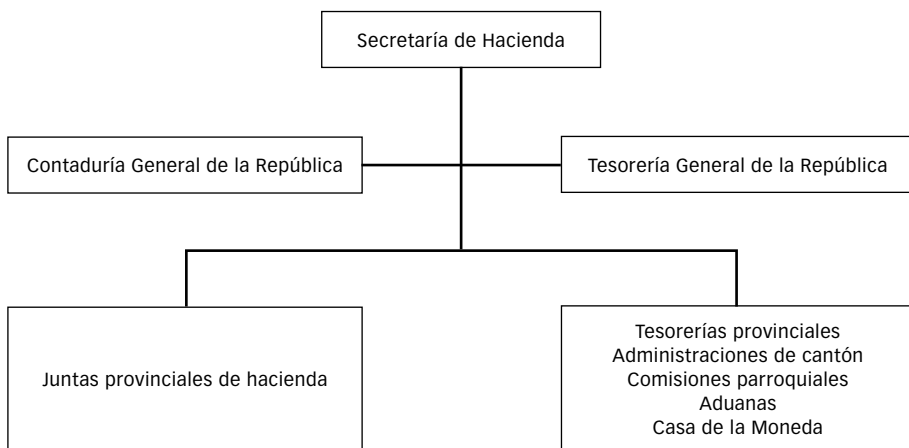 Secretaría de Hacienda
Contaduría General de la República
Tesorería General de la República
Juntas provinciales de hacienda
Tesorerías provinciales
Administraciones de cantón
Comisiones parroquiales
Aduanas
Casa de la Moneda